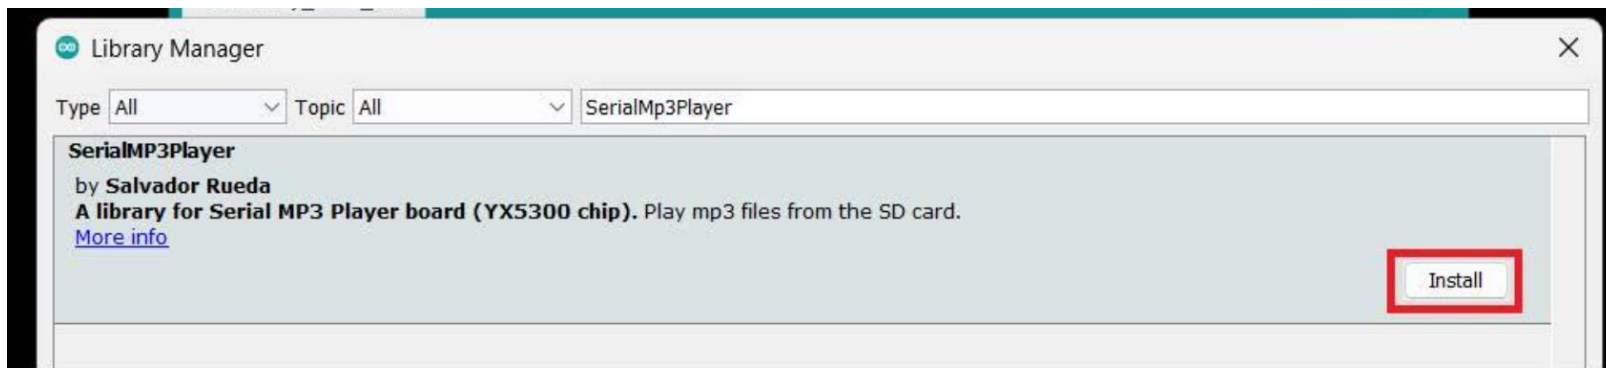 Library Manager
Type All Topic All SerialMp3Player
SerialMP3Player
by Salvador Rueda
A library for Serial MP3 Player board (YX5300 chip). Play mp3 files from the SD card.
More info
Install